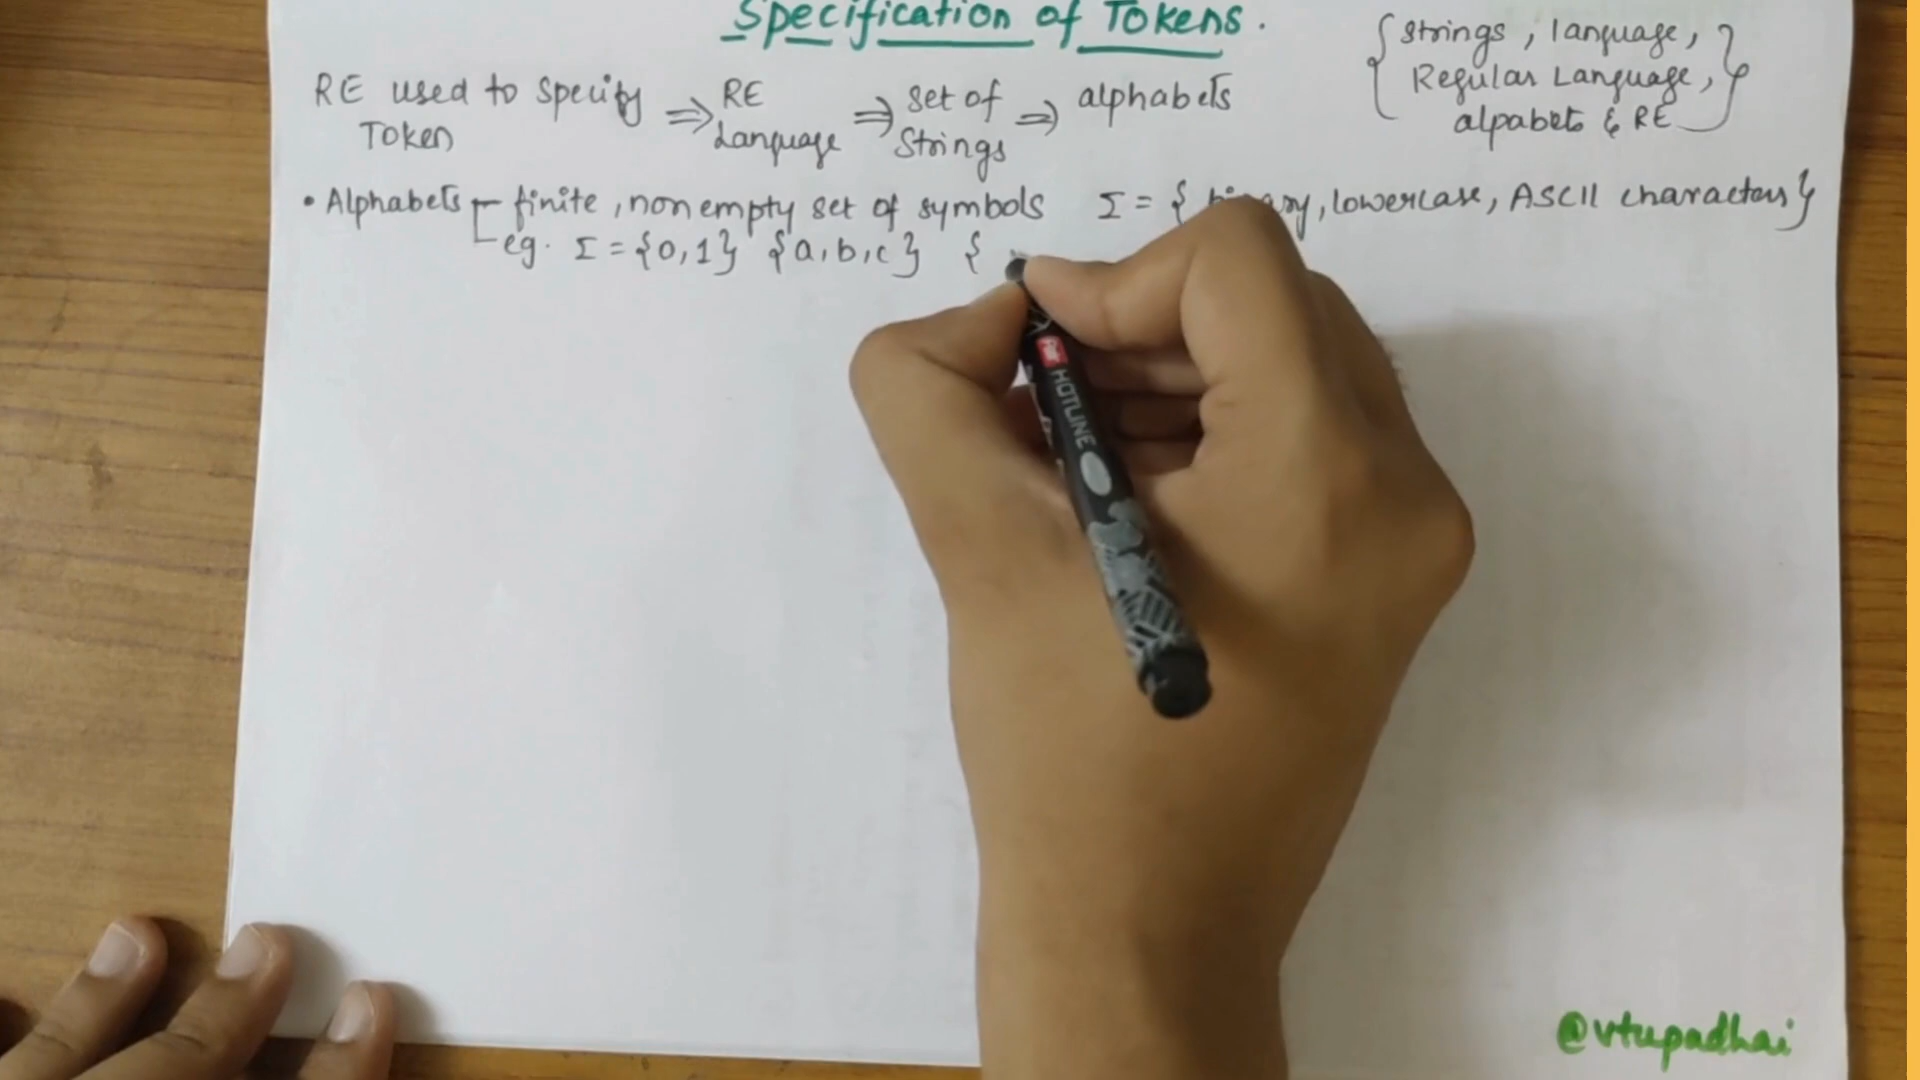 Specification of Tokens.
{ strings, language,
Regular Language,
alpabets & RE }
RE used to specify Token ⇒ RE Language ⇒ set of Strings ⇒ alphabets
• Alphabets finite, nonempty set of symbols Σ = { binary, lowercase, ASCII characters}
eg. Σ = {0,1} {a,b,c} {
HOTLINE
@vtupadhai